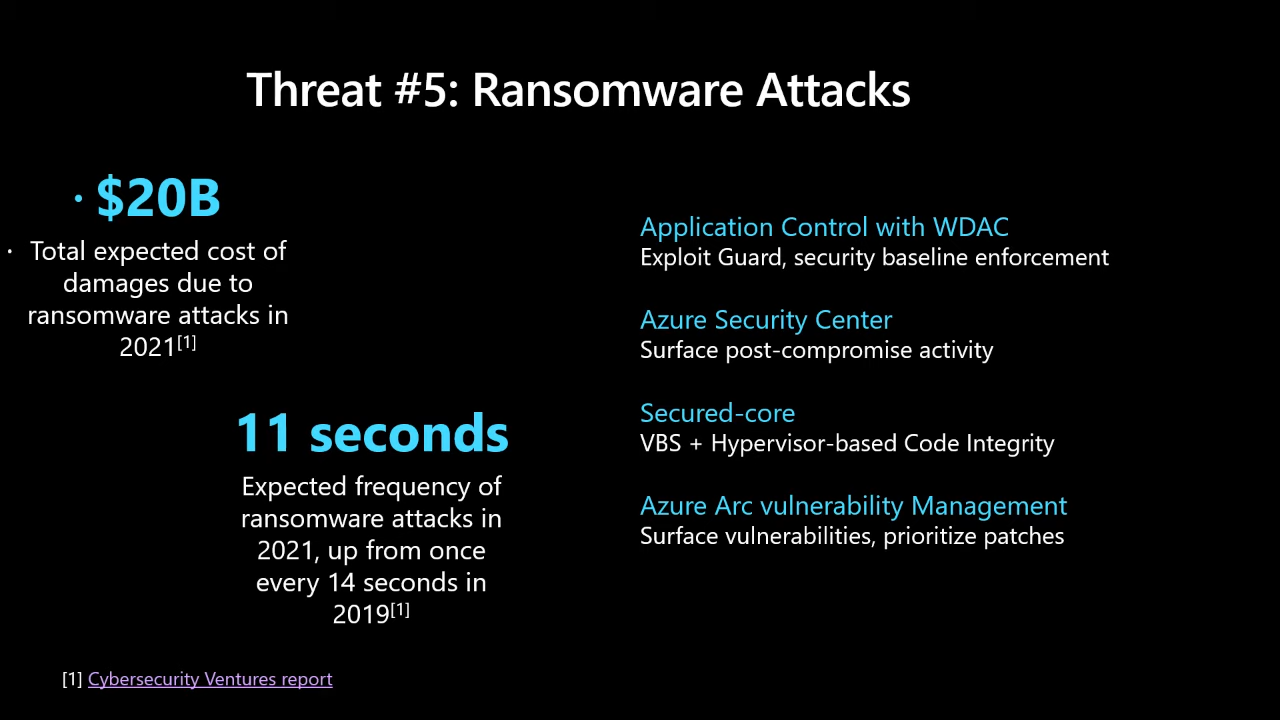 Threat #5: Ransomware Attacks
· $20B
· Total expected cost of
damages due to
ransomware attacks in
2021[1]
11 seconds
Expected frequency of
ransomware attacks in
2021, up from once
every 14 seconds in
2019[1]
Application Control with WDAC
Exploit Guard, security baseline enforcement
Azure Security Center
Surface post-compromise activity
Secured-core
VBS + Hypervisor-based Code Integrity
Azure Arc vulnerability Management
Surface vulnerabilities, prioritize patches
[1] Cybersecurity Ventures report